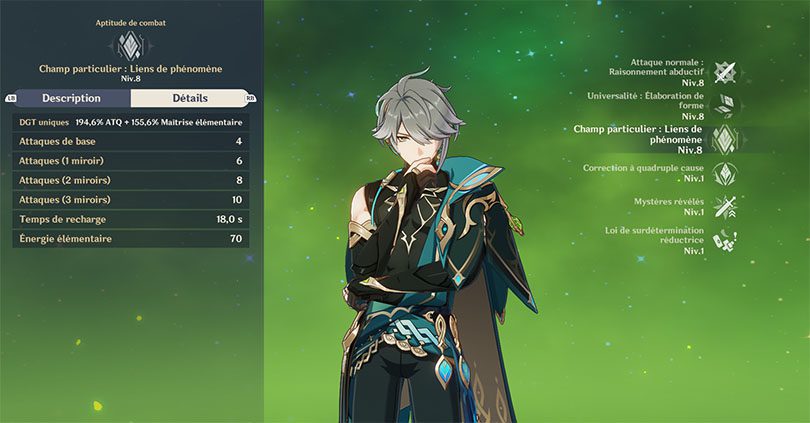 Aptitude de combat
Champ particulier : Liens de phénomène
Niv.8
LB Description Détails RB
DGT uniques 194,6% ATQ + 155,6% Maîtrise élémentaire
Attaques de base 4
Attaques (1 miroir) 6
Attaques (2 miroirs) 8
Attaques (3 miroirs) 10
Temps de recharge 18,0 s
Énergie élémentaire 70
Attaque normale :
Raisonnement abductif
Niv.8
Universalité : Élaboration de
forme
Niv.8
Champ particulier : Liens de
phénomène
Niv.8
Correction à quadruple cause
Niv.1
Mystères révélés
Niv.1
Loi de surdétermination
réductrice
Niv.1